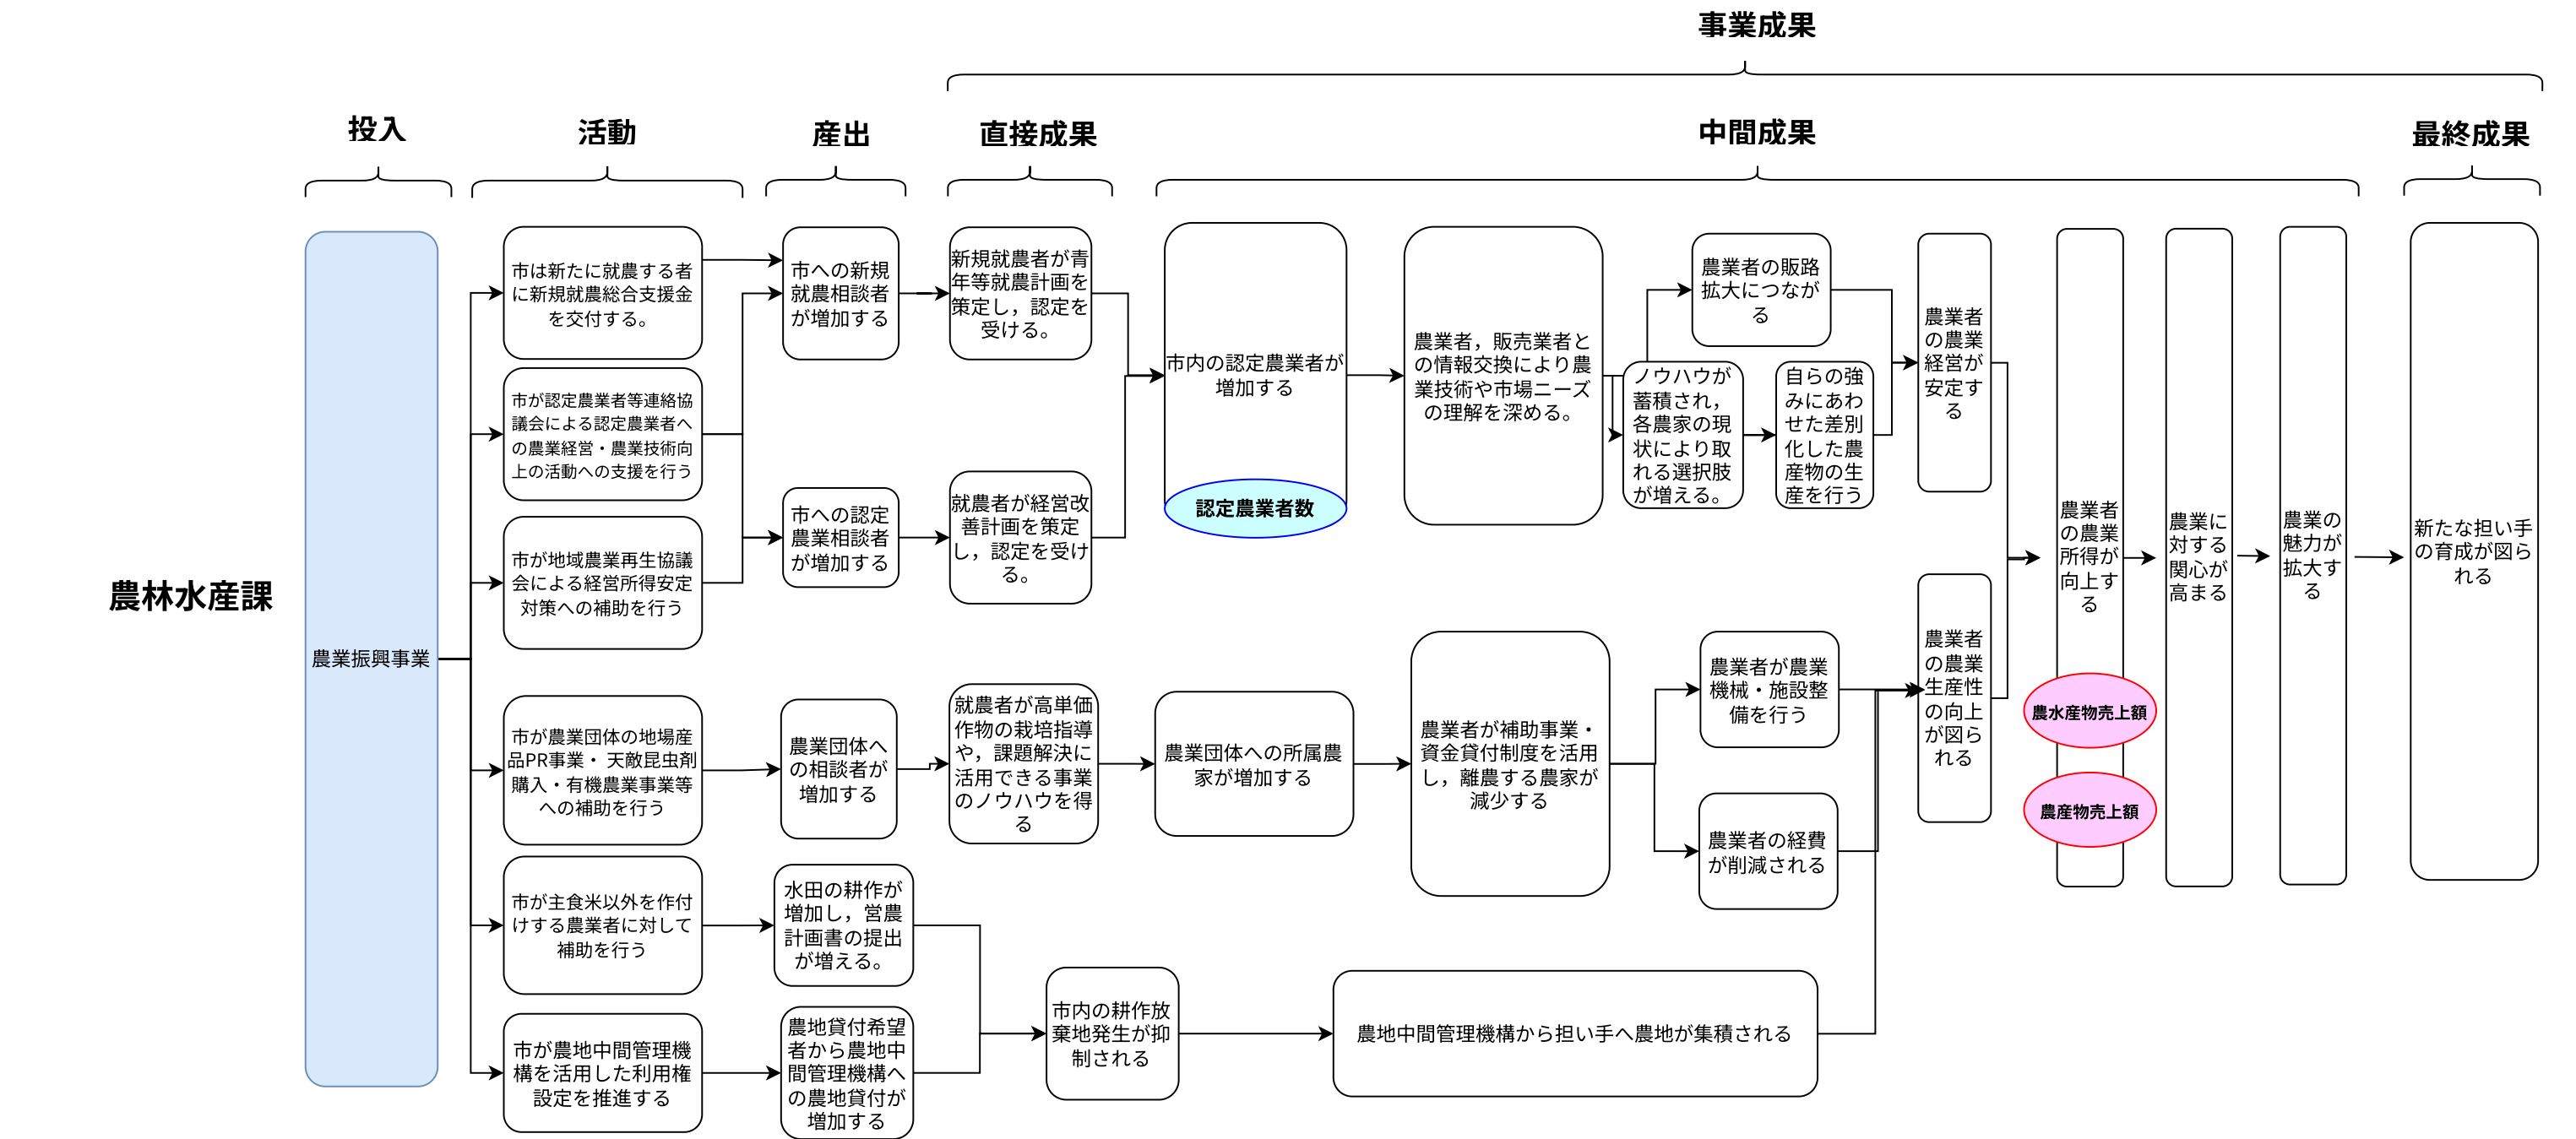 事業成果
投入
活動
産出
直接成果
中間成果
最終成果
農林水産課
農業振興事業
市は新たに就農する者
に新規就農総合支援金
を交付する。
市が認定農業者等連絡協
議会による認定農業者へ
の農業経営・農業技術向
上の活動への支援を行う
市が地域農業再生協議
会による経営所得安定
対策への補助を行う
市が農業団体の地場産
品PR事業・ 天敵昆虫剤
購入・有機農業事業等
への補助を行う
市が主食米以外を作付
けする農業者に対して
補助を行う
市が農地中間管理機
構を活用した利用権
設定を推進する
市への新規
就農相談者
が増加する
市への認定
農業相談者
が増加する
農業団体へ
の相談者が
増加する
水田の耕作が
増加し，営農
計画書の提出
が増える。
農地貸付希望
者から農地中
間管理機構へ
の農地貸付が
増加する
新規就農者が青
年等就農計画を
策定し，認定を
受ける。
就農者が経営改
善計画を策定
し，認定を受け
る。
就農者が高単価
作物の栽培指導
や，課題解決に
活用できる事業
のノウハウを得
る
市内の耕作放
棄地発生が抑
制される
市内の認定農業者が
増加する
認定農業者数
農業団体への所属農
家が増加する
農業者，販売業者と
の情報交換により農
業技術や市場ニーズ
の理解を深める。
農業者が補助事業・
資金貸付制度を活用
し，離農する農家が
減少する
農地中間管理機構から担い手へ農地が集積される
農業者の販路
拡大につなが
る
ノウハウが
蓄積され，
各農家の現
状により取
れる選択肢
が増える。
自らの強
みにあわ
せた差別
化した農
産物の生
産を行う
農業者が農業
機械・施設整
備を行う
農業者の経費
が削減される
農業者
の農業
経営が
安定す
る
農業者
の農業
生産性
の向上
が図ら
れる
農業者
の農業
所得が
向上す
る
農水産物売上額
農産物売上額
農業に
対する
関心が
高まる
農業の
魅力が
拡大す
る
新たな担い手
の育成が図ら
れる